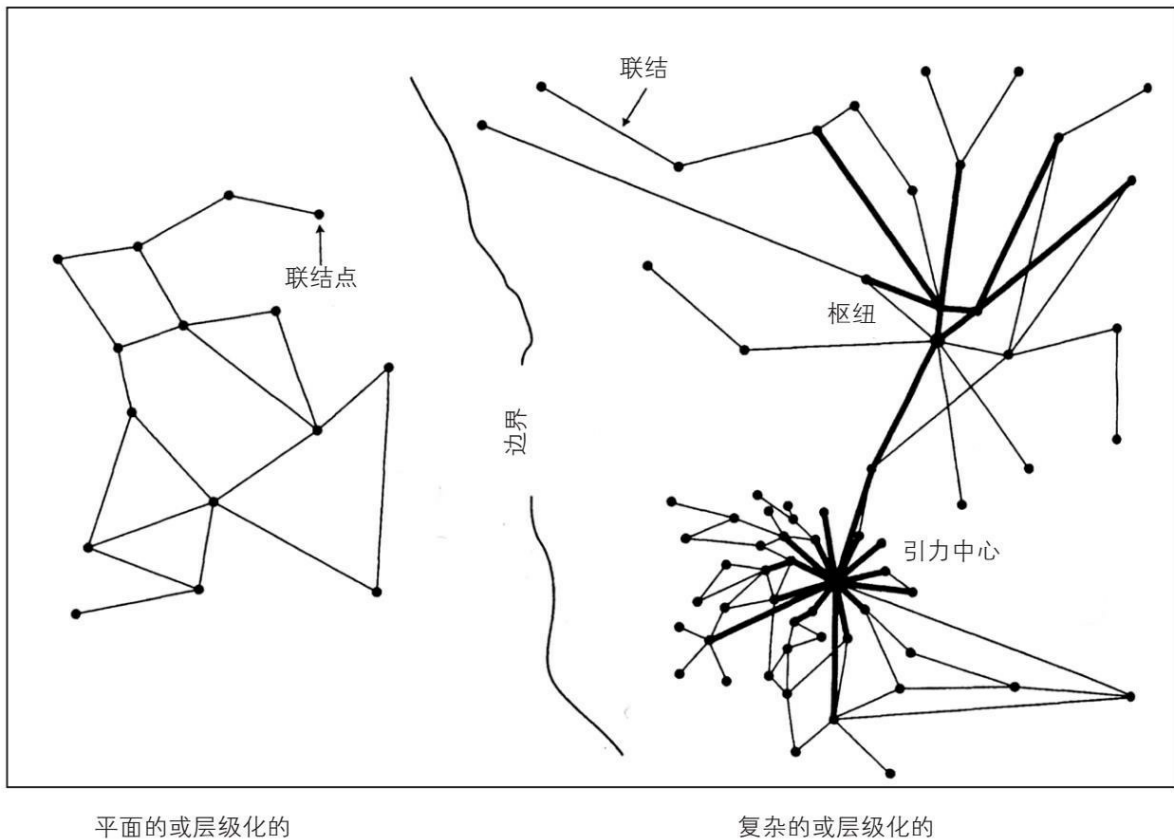 联结
联结点
枢纽
边界
引力中心
平面的或层级化的
复杂的或层级化的